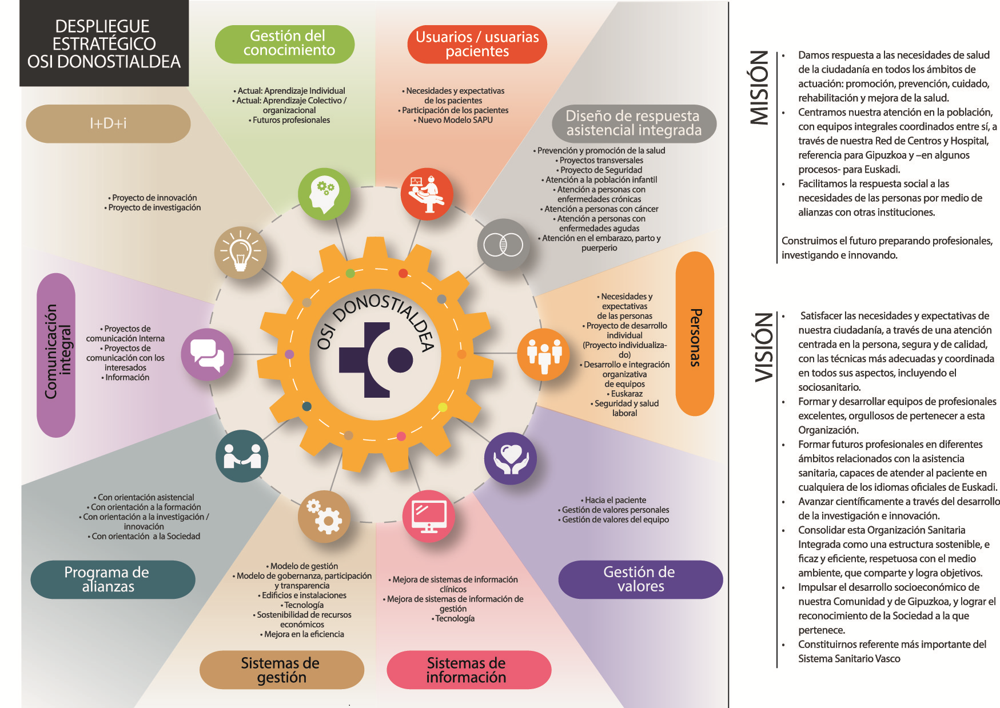 DESPLIEGUE
ESTRATÉGICO
OSI DONOSTIALDEA
Gestión del
conocimiento
• Actual: Aprendizaje Individual
• Actual: Aprendizaje Colectivo /
organizacional
• Futuros profesionales
Usuarios / usuarias
pacientes
• Necesidades y expectativas
de los pacientes
• Participación de los pacientes
• Nuevo Modelo SAPU
Diseño de respuesta
asistencial integrada
• Prevención y promoción de la salud
• Proyectos transversales
• Proyecto de Seguridad
• Atención a la población infantil
• Atención a personas con
enfermedades crónicas
• Atención a personas con cáncer
• Atención a personas con
enfermedades agudas
• Atención en el embarazo, parto y
puerperio
Personas
• Necesidades y
expectativas
de las personas
• Proyecto de desarrollo
individual
(Proyecto individualiza-
do)
• Desarrollo e integración
organizativa
de equipos
• Euskaraz
• Seguridad y salud
laboral
Gestión de
valores
• Hacia el paciente
• Gestión de valores personales
• Gestión de valores del equipo
Sistemas de
información
• Mejora de sistemas de información
clínicos
• Mejora de sistemas de información de
gestión
• Tecnología
Sistemas de
gestión
• Modelo de gestión
• Modelo de gobernanza, participación
y transparencia
• Edificios e instalaciones
• Tecnología
• Sostenibilidad de recursos
económicos
• Mejora en la eficiencia
Programa de
alianzas
• Con orientación asistencial
• Con orientación a la formación
• Con orientación a la investigación /
innovación
• Con orientación a la Sociedad
Comunicación
integral
• Proyectos de
comunicación Interna
• Proyectos de
comunicación con los
interesados
• Información
I+D+i
• Proyecto de innovación
• Proyecto de investigación
OSI DONOSTIALDEA
MISIÓN
• Damos respuesta a las necesidades de salud
de la ciudadanía en todos los ámbitos de
actuación: promoción, prevención, cuidado,
rehabilitación y mejora de la salud.
• Centramos nuestra atención en la población,
con equipos integrales coordinados entre sí, a
través de nuestra Red de Centros y Hospital,
referencia para Gipuzkoa y –en algunos
procesos- para Euskadi.
• Facilitamos la respuesta social a las
necesidades de las personas por medio de
alianzas con otras instituciones.
Construimos el futuro preparando profesionales,
investigando e innovando.
VISIÓN
• Satisfacer las necesidades y expectativas de
nuestra ciudadanía, a través de una atención
centrada en la persona, segura y de calidad,
con las técnicas más adecuadas y coordinada
en todos sus aspectos, incluyendo el
sociosanitario.
• Formar y desarrollar equipos de profesionales
excelentes, orgullosos de pertenecer a esta
Organización.
• Formar futuros profesionales en diferentes
ámbitos relacionados con la asistencia
sanitaria, capaces de atender al paciente en
cualquiera de los idiomas oficiales de Euskadi.
• Avanzar científicamente a través del desarrollo
de la investigación e innovación.
• Consolidar esta Organización Sanitaria
Integrada como una estructura sostenible, e
ficaz y eficiente, respetuosa con el medio
ambiente, que comparte y logra objetivos.
• Impulsar el desarrollo socioeconómico de
nuestra Comunidad y de Gipuzkoa, y lograr el
reconocimiento de la Sociedad a la que
pertenece.
• Constituirnos referente más importante del
Sistema Sanitario Vasco